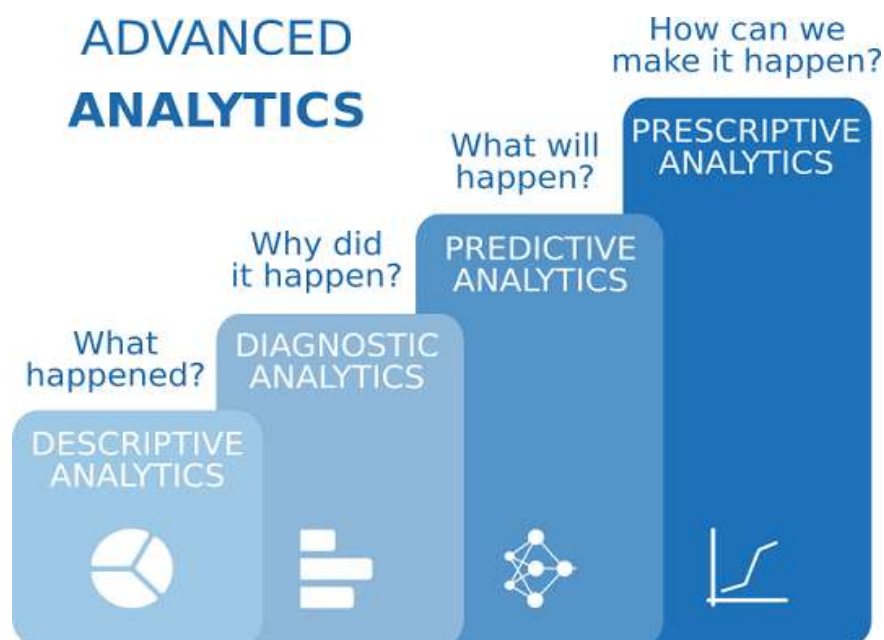 ADVANCED
ANALYTICS
How can we
make it happen?
PRESCRIPTIVE
ANALYTICS
What will
happen?
PREDICTIVE
ANALYTICS
Why did
it happen?
DIAGNOSTIC
ANALYTICS
What
happened?
DESCRIPTIVE
ANALYTICS